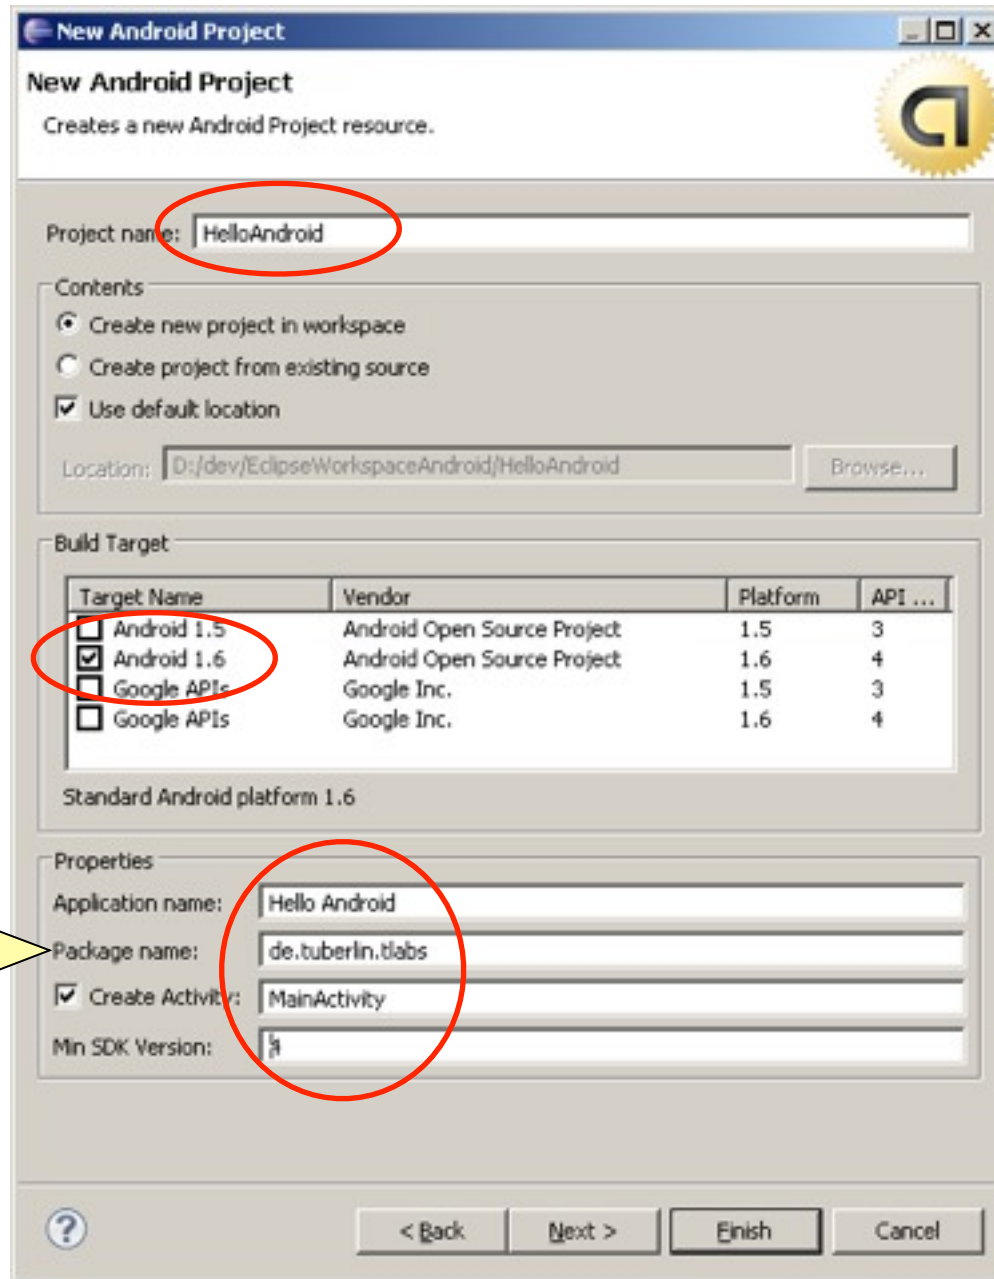 New Android Project
New Android Project
Creates a new Android Project resource.
Project name: HelloAndroid
Contents
Create new project in workspace
Create project from existing source
Use default location
Location: D:/dev/EclipseWorkspaceAndroid/HelloAndroid Browse...
Build Target
Target Name Vendor Platform API ...
Android 1.5 Android Open Source Project 1.5 3
Android 1.6 Android Open Source Project 1.6 4
Google APIs Google Inc. 1.5 3
Google APIs Google Inc. 1.6 4
Standard Android platform 1.6
Properties
Application name: Hello Android
Package name: de.tuberlin.tlabs
Create Activity: MainActivity
Min SDK Version:
? < Back Next > Finish Cancel